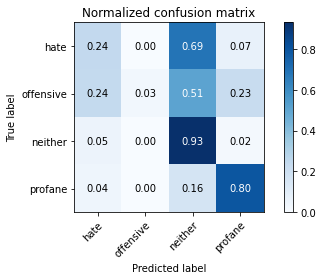 Normalized confusion matrix
True label
hate 0.24 0.00 0.69 0.07
offensive 0.24 0.03 0.51 0.23
neither 0.05 0.00 0.93 0.02
profane 0.04 0.00 0.16 0.80
hate offensive neither profane
Predicted label
0.8
0.6
0.4
0.2
0.0